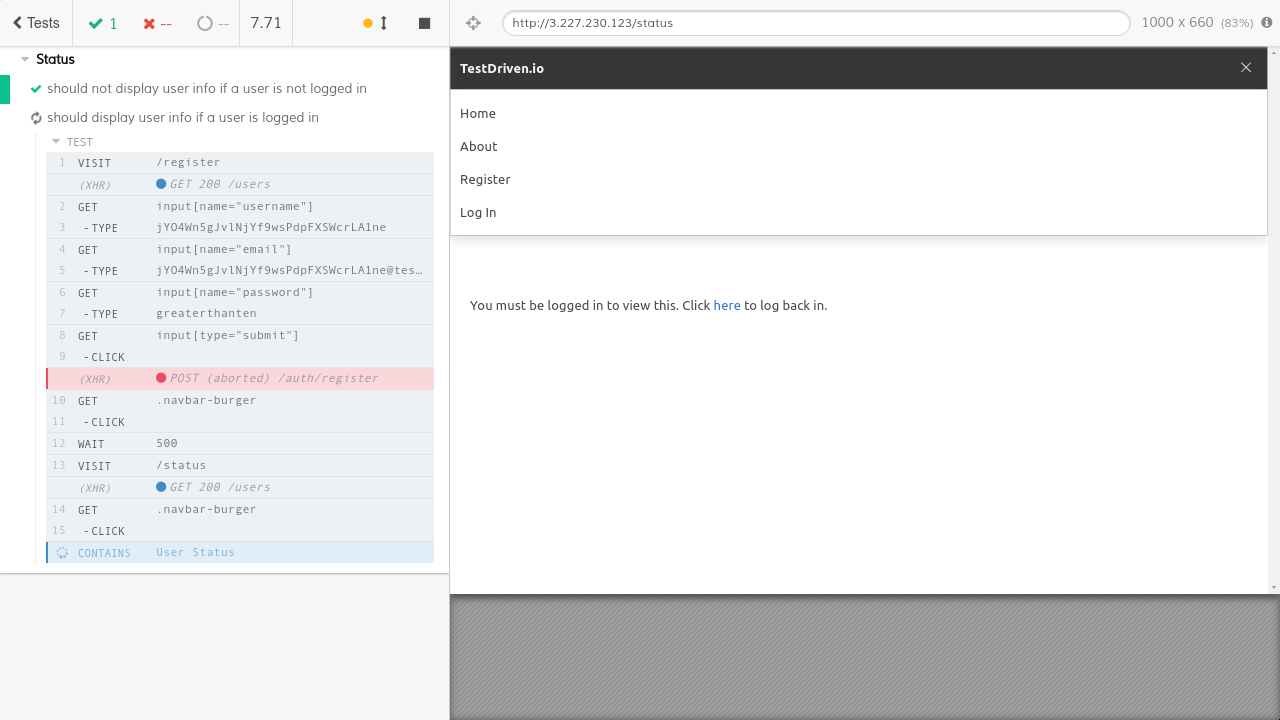 Tests 1 -- -- 7.71
Status
should not display user info if a user is not logged in
should display user info if a user is logged in
TEST
1 VISIT /register
(XHR) GET 200 /users
2 GET input[name="username"]
3 -TYPE jYO4Wn5gJvlNjYf9wsPdpFXSWcrLA1ne
4 GET input[name="email"]
5 -TYPE jYO4Wn5gJvlNjYf9wsPdpFXSWcrLA1ne@tes…
6 GET input[name="password"]
7 -TYPE greaterthanten
8 GET input[type="submit"]
9 -CLICK
(XHR) POST (aborted) /auth/register
10 GET .navbar-burger
11 -CLICK
12 WAIT 500
13 VISIT /status
(XHR) GET 200 /users
14 GET .navbar-burger
15 -CLICK
CONTAINS User Status
http://3.227.230.123/status 1000 x 660 (83%)
TestDriven.io
Home
About
Register
Log In
You must be logged in to view this. Click here to log back in.